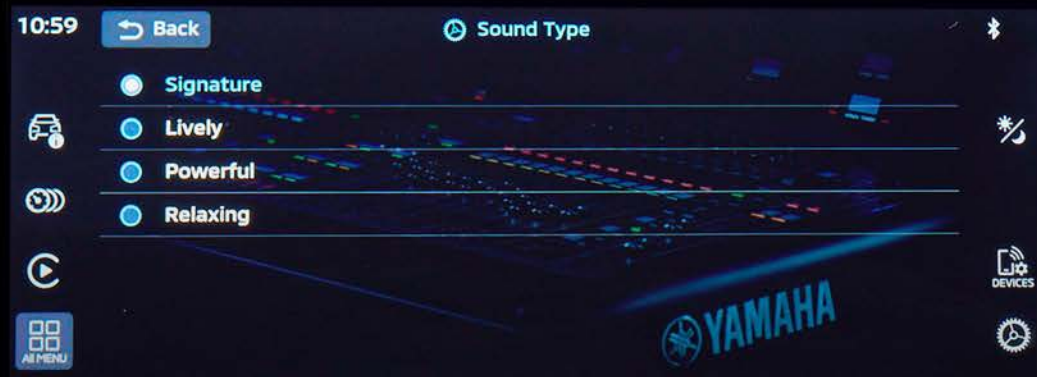 10:59
Back
Sound Type
Signature
Lively
Powerful
Relaxing
DEVICES
All MENU
YAMAHA